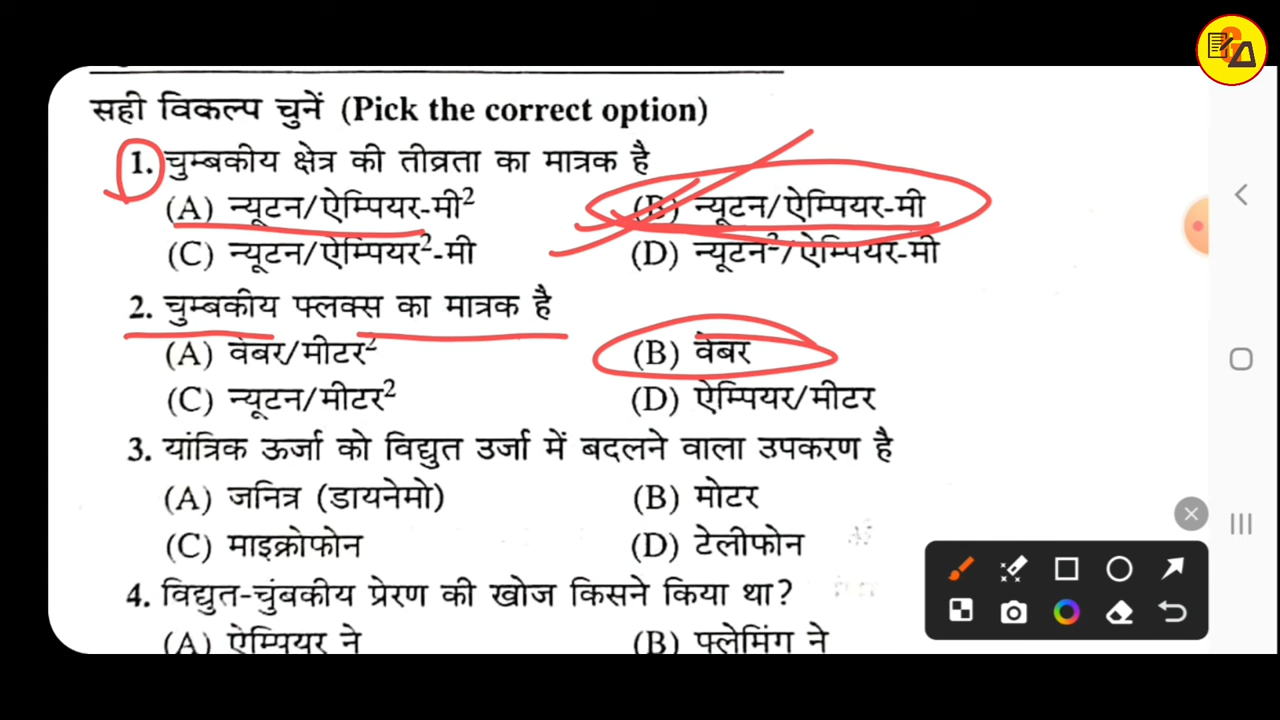 सही विकल्प चुनें (Pick the correct option)
1. चुम्बकीय क्षेत्र की तीव्रता का मात्रक है
(A) न्यूटन/ऐम्पियर-मी² (B) न्यूटन/ऐम्पियर-मी
(C) न्यूटन/ऐम्पियर²-मी (D) न्यूटन²/ऐम्पियर-मी
2. चुम्बकीय फ्लक्स का मात्रक है
(A) वेबर/मीटर² (B) वेबर
(C) न्यूटन/मीटर² (D) ऐम्पियर/मीटर
3. यांत्रिक ऊर्जा को विद्युत उर्जा में बदलने वाला उपकरण है
(A) जनित्र (डायनेमो) (B) मोटर
(C) माइक्रोफोन (D) टेलीफोन
4. विद्युत-चुंबकीय प्रेरण की खोज किसने किया था?
(A) ऐम्पियर ने (B) फ्लेमिंग ने